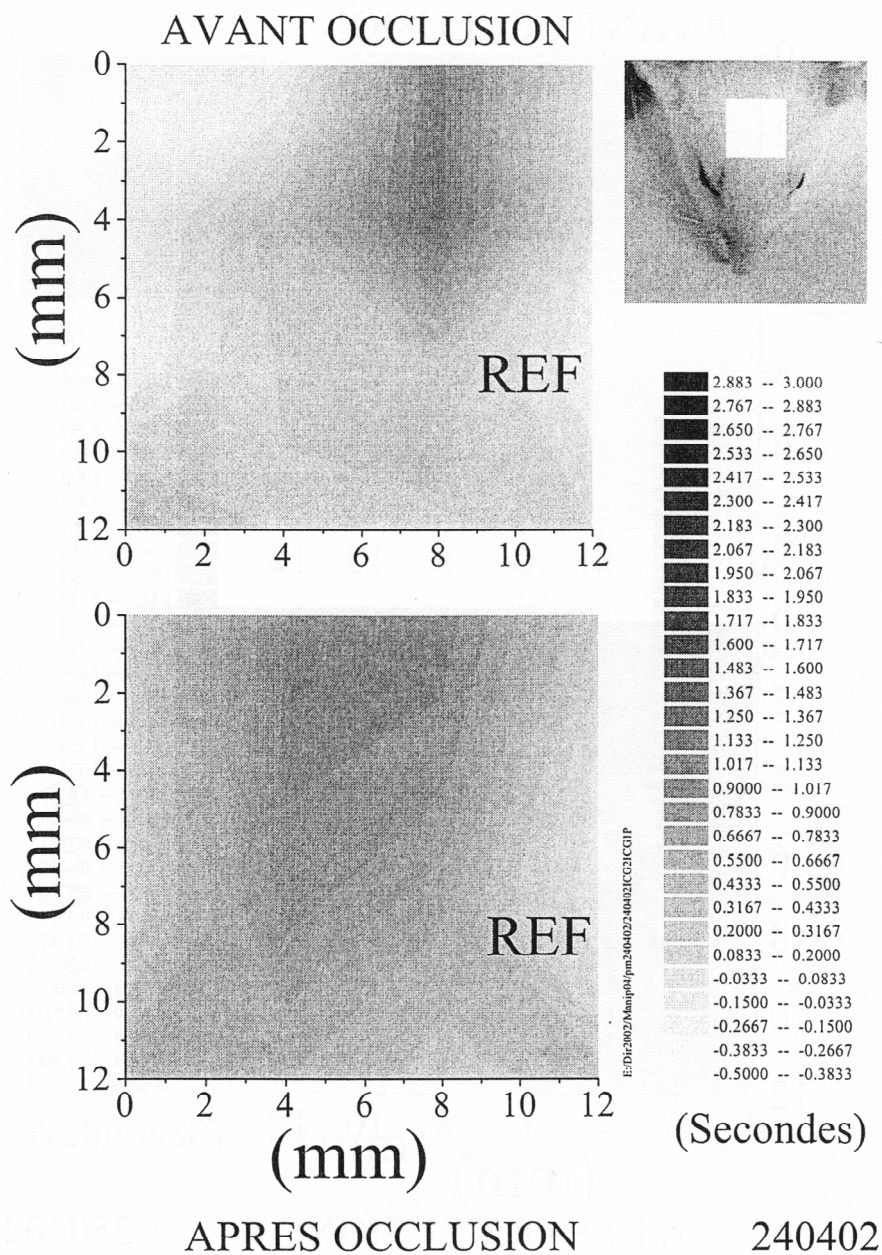 AVANT OCCLUSION
0
2
4
6
8
10
12
(mm)
REF
0 2 4 6 8 10 12
0
2
4
6
8
10
12
(mm)
REF
0 2 4 6 8 10 12
(mm)
APRES OCCLUSION
E:/Dir2002/Manip04/pm240402/240402ICG2ICGIP
2.883 -- 3.000
2.767 -- 2.883
2.650 -- 2.767
2.533 -- 2.650
2.417 -- 2.533
2.300 -- 2.417
2.183 -- 2.300
2.067 -- 2.183
1.950 -- 2.067
1.833 -- 1.950
1.717 -- 1.833
1.600 -- 1.717
1.483 -- 1.600
1.367 -- 1.483
1.250 -- 1.367
1.133 -- 1.250
1.017 -- 1.133
0.9000 -- 1.017
0.7833 -- 0.9000
0.6667 -- 0.7833
0.5500 -- 0.6667
0.4333 -- 0.5500
0.3167 -- 0.4333
0.2000 -- 0.3167
0.0833 -- 0.2000
-0.0333 -- 0.0833
-0.1500 -- -0.0333
-0.2667 -- -0.1500
-0.3833 -- -0.2667
-0.5000 -- -0.3833
(Secondes)
240402